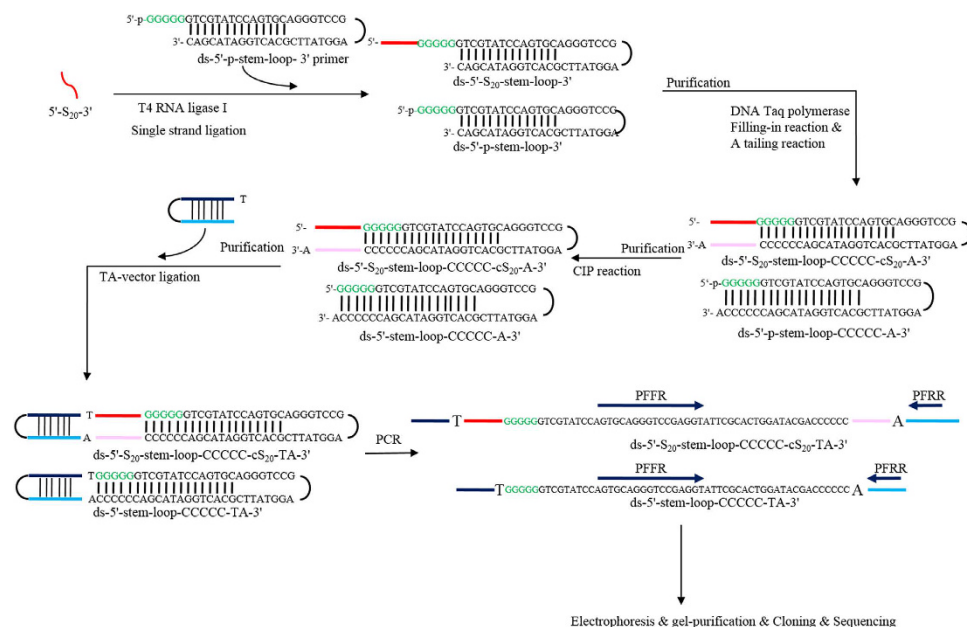 5'-p-GGGGGGTCGTATCCAGTGCAGGGTCCG
3'- CAGCATAGGTCACGCTTATGGA
ds-5'-p-stem-loop- 3' primer
5'- GGGGGGTCGTATCCAGTGCAGGGTCCG
3'- CAGCATAGGTCACGCTTATGGA
ds-5'-S20-stem-loop-3'
5'-S20-3'
T4 RNA ligase I
Single strand ligation
5'-p-GGGGGGTCGTATCCAGTGCAGGGTCCG
3'- CAGCATAGGTCACGCTTATGGA
ds-5'-p-stem-loop-3'
Purification
DNA Taq polymerase
Filling-in reaction &
A tailing reaction
T
Purification
TA-vector ligation
5'- GGGGGGTCGTATCCAGTGCAGGGTCCG
3'-A CCCCCCAGCATAGGTCACGCTTATGGA
ds-5'-S20-stem-loop-CCCCC-cS20-A-3'
5'-GGGGGGTCGTATCCAGTGCAGGGTCCG
3'- ACCCCCCAGCATAGGTCACGCTTATGGA
ds-5'-stem-loop-CCCCC-A-3'
Purification
CIP reaction
5'- GGGGGGTCGTATCCAGTGCAGGGTCCG
3'-A CCCCCCAGCATAGGTCACGCTTATGGA
ds-5'-S20-stem-loop-CCCCC-cS20-A-3'
5'-p-GGGGGGTCGTATCCAGTGCAGGGTCCG
3'- ACCCCCCAGCATAGGTCACGCTTATGGA
ds-5'-p-stem-loop-CCCCC-A-3'
T GGGGGGTCGTATCCAGTGCAGGGTCCG
A CCCCCCAGCATAGGTCACGCTTATGGA
ds-5'-S20-stem-loop-CCCCC-cS20-TA-3'
TGGGGGGTCGTATCCAGTGCAGGGTCCG
ACCCCCCAGCATAGGTCACGCTTATGGA
ds-5'-stem-loop-CCCCC-TA-3'
PCR
PFFR PFRR
T GGGGGGTCGTATCCAGTGCAGGGTCCGAGGTATTCGCACTGGATACGACCCCCC A
ds-5'-S20-stem-loop-CCCCC-cS20-TA-3'
PFFR PFRR
TGGGGGGTCGTATCCAGTGCAGGGTCCGAGGTATTCGCACTGGATACGACCCCCC A
ds-5'-stem-loop-CCCCC-TA-3'
Electrophoresis & gel-purification & Cloning & Sequencing